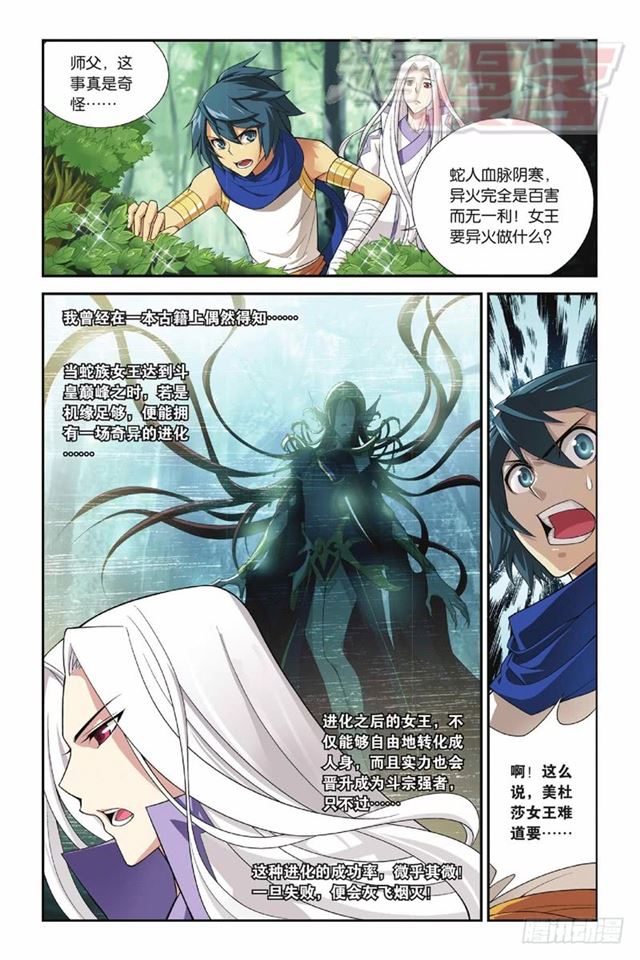 师父，这
事真是奇
怪……
蛇人血脉阴寒，
异火完全是百害
而无一利！女王
要异火做什么？
我曾经在一本古籍上偶然得知……
当蛇族女王达到斗
皇巅峰之时，若是
机缘足够，便能拥
有一场奇异的进化
……
进化之后的女王，不
仅能够自由地转化成
人身，而且实力也会
晋升成为斗宗强者，
只不过……
这种进化的成功率，微乎其微！
一旦失败，便会灰飞烟灭！
啊！这么
说，美杜
莎女王难
道要……
腾讯动漫